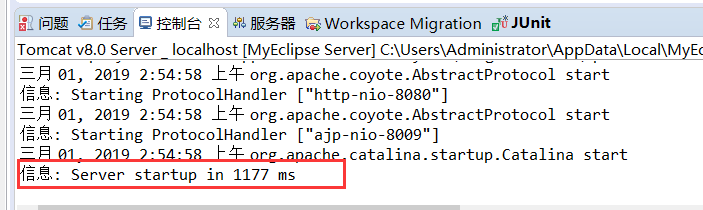 问题 任务 控制台 服务器 Workspace Migration JUnit
Tomcat v8.0 Server _ localhost [MyEclipse Server] C:\Users\Administrator\AppData\Local\MyEc
三月 01, 2019 2:54:58 上午 org.apache.coyote.AbstractProtocol start
信息: Starting ProtocolHandler ["http-nio-8080"]
三月 01, 2019 2:54:58 上午 org.apache.coyote.AbstractProtocol start
信息: Starting ProtocolHandler ["ajp-nio-8009"]
三月 01, 2019 2:54:58 上午 org.apache.catalina.startup.Catalina start
信息: Server startup in 1177 ms